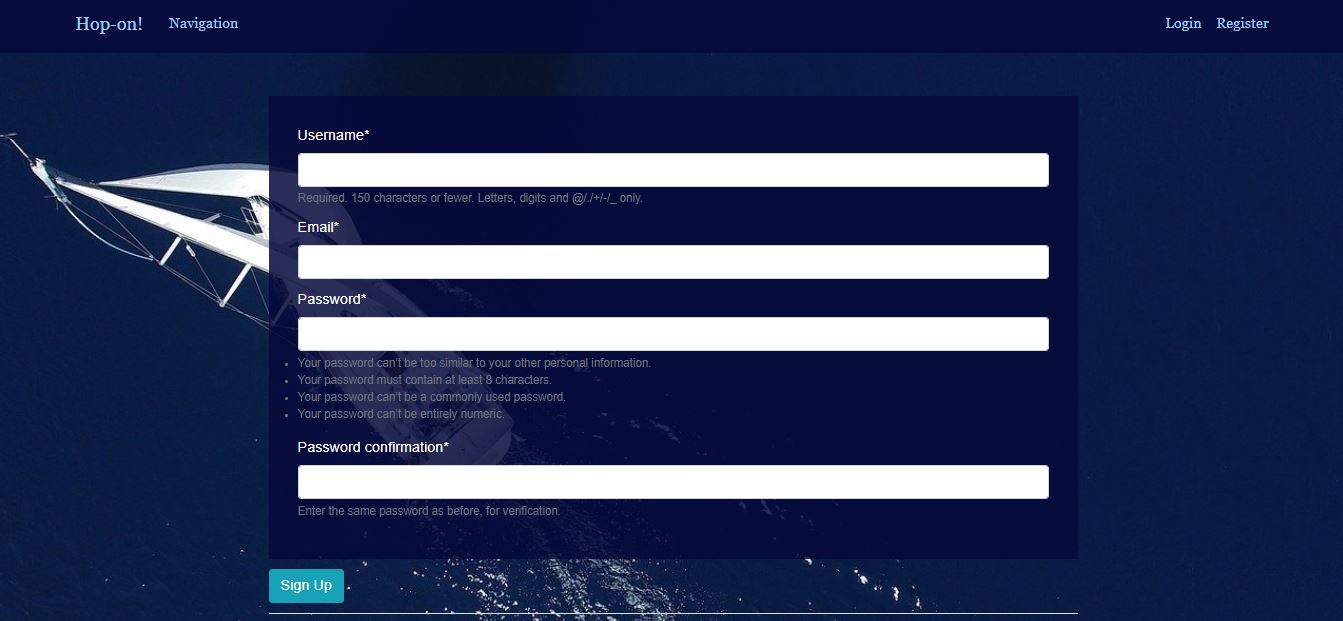 Hop-on! Navigation Login Register
Username*
Required. 150 characters or fewer. Letters, digits and @/./+/-/_ only.
Email*
Password*
• Your password can't be too similar to your other personal information.
• Your password must contain at least 8 characters.
• Your password can't be a commonly used password.
• Your password can't be entirely numeric.
Password confirmation*
Enter the same password as before, for verification.
Sign Up